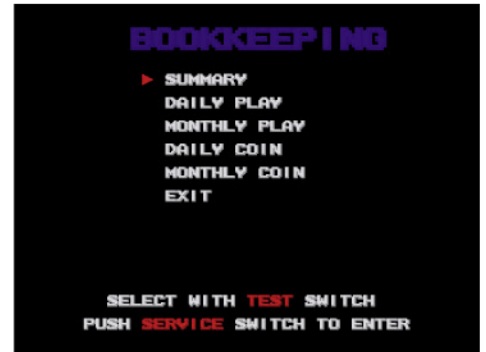 BOOKKEEPING
SUMMARY
DAILY PLAY
MONTHLY PLAY
DAILY COIN
MONTHLY COIN
EXIT
SELECT WITH TEST SWITCH
PUSH SERVICE SWITCH TO ENTER